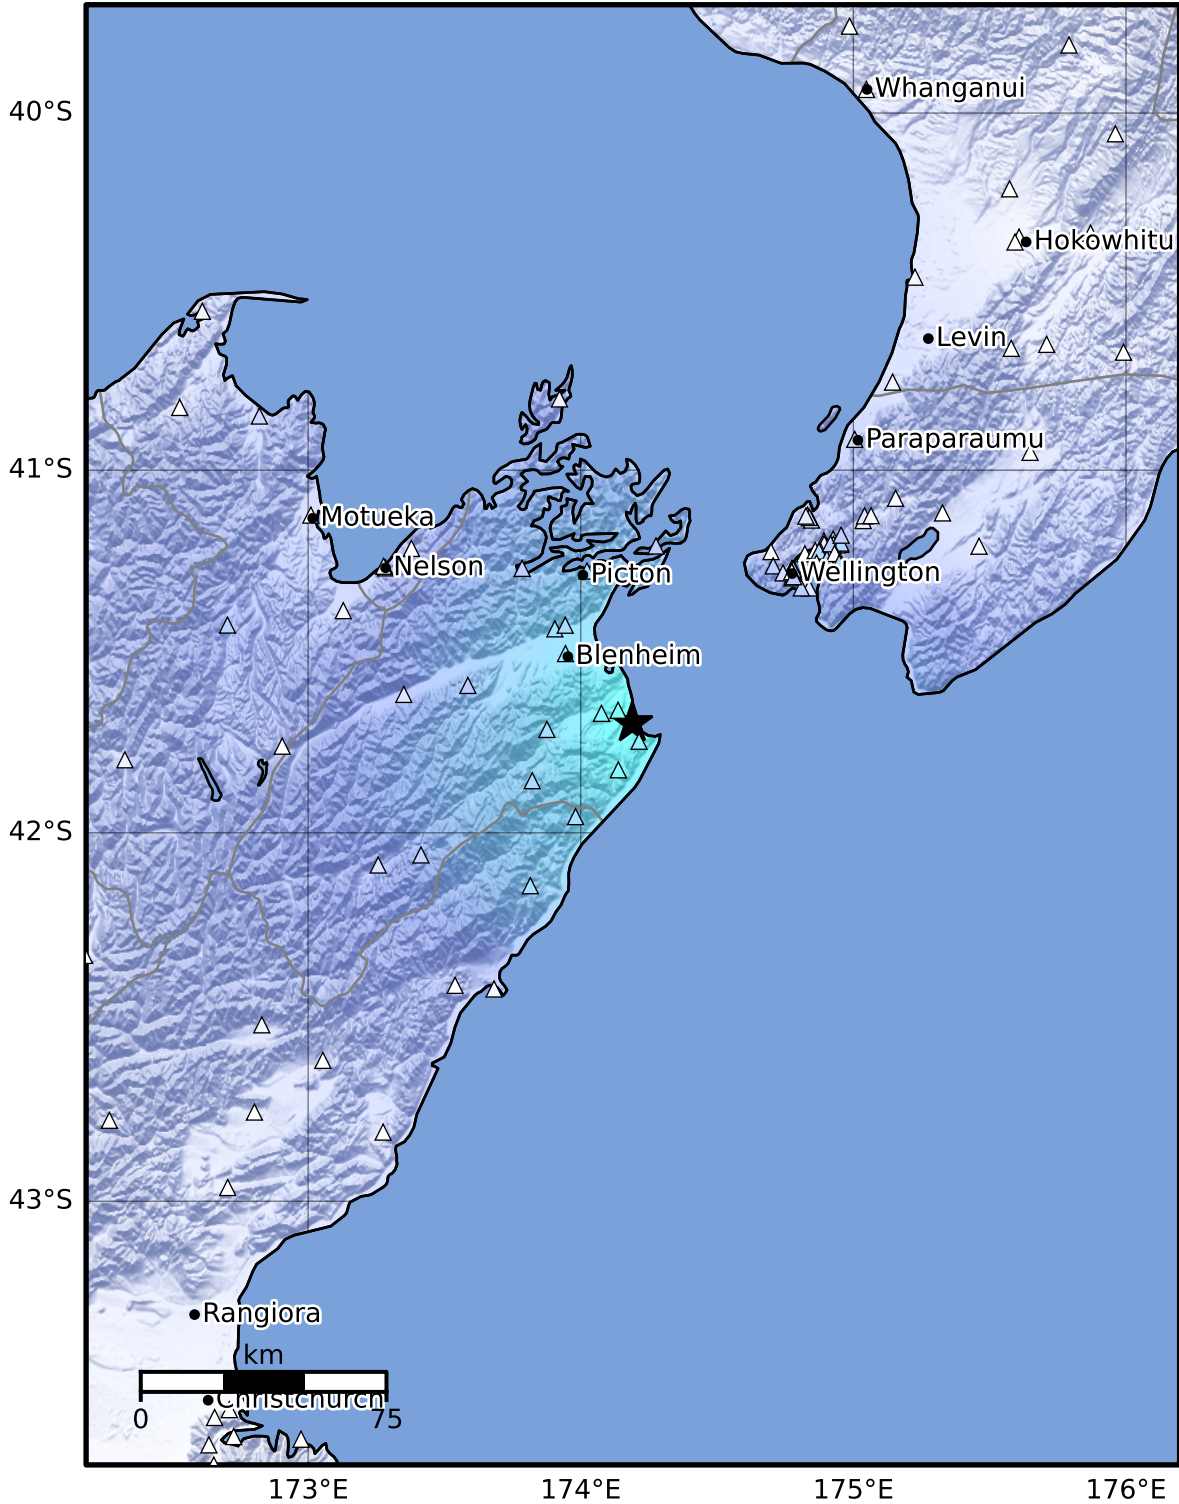 Whanganui
40°S
Hokowhitu
Levin
Paraparaumu
41°S
Motueka
Nelson
Picton
Wellington
Blenheim
42°S
43°S
Rangiora
km
Christchurch
0
75
173°E
174°E
175°E
176°E